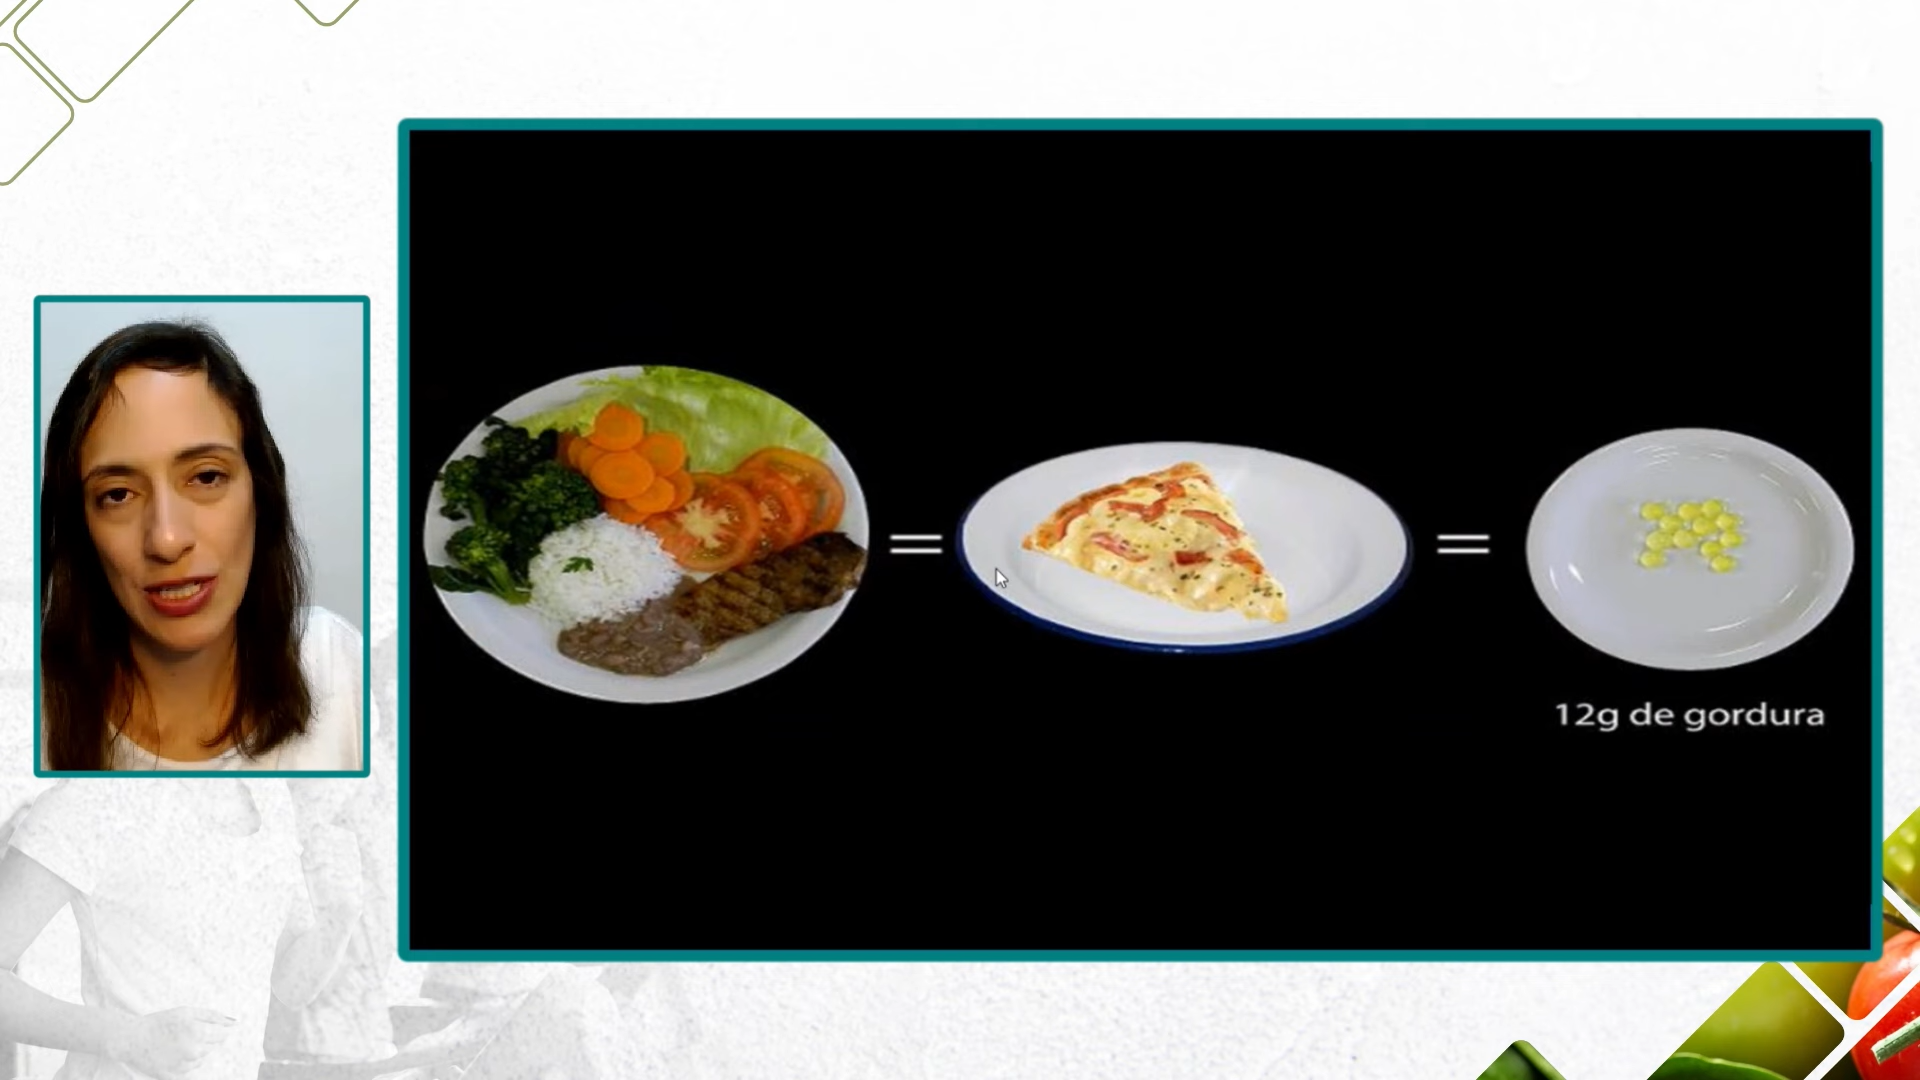 =
=
12g de gordura